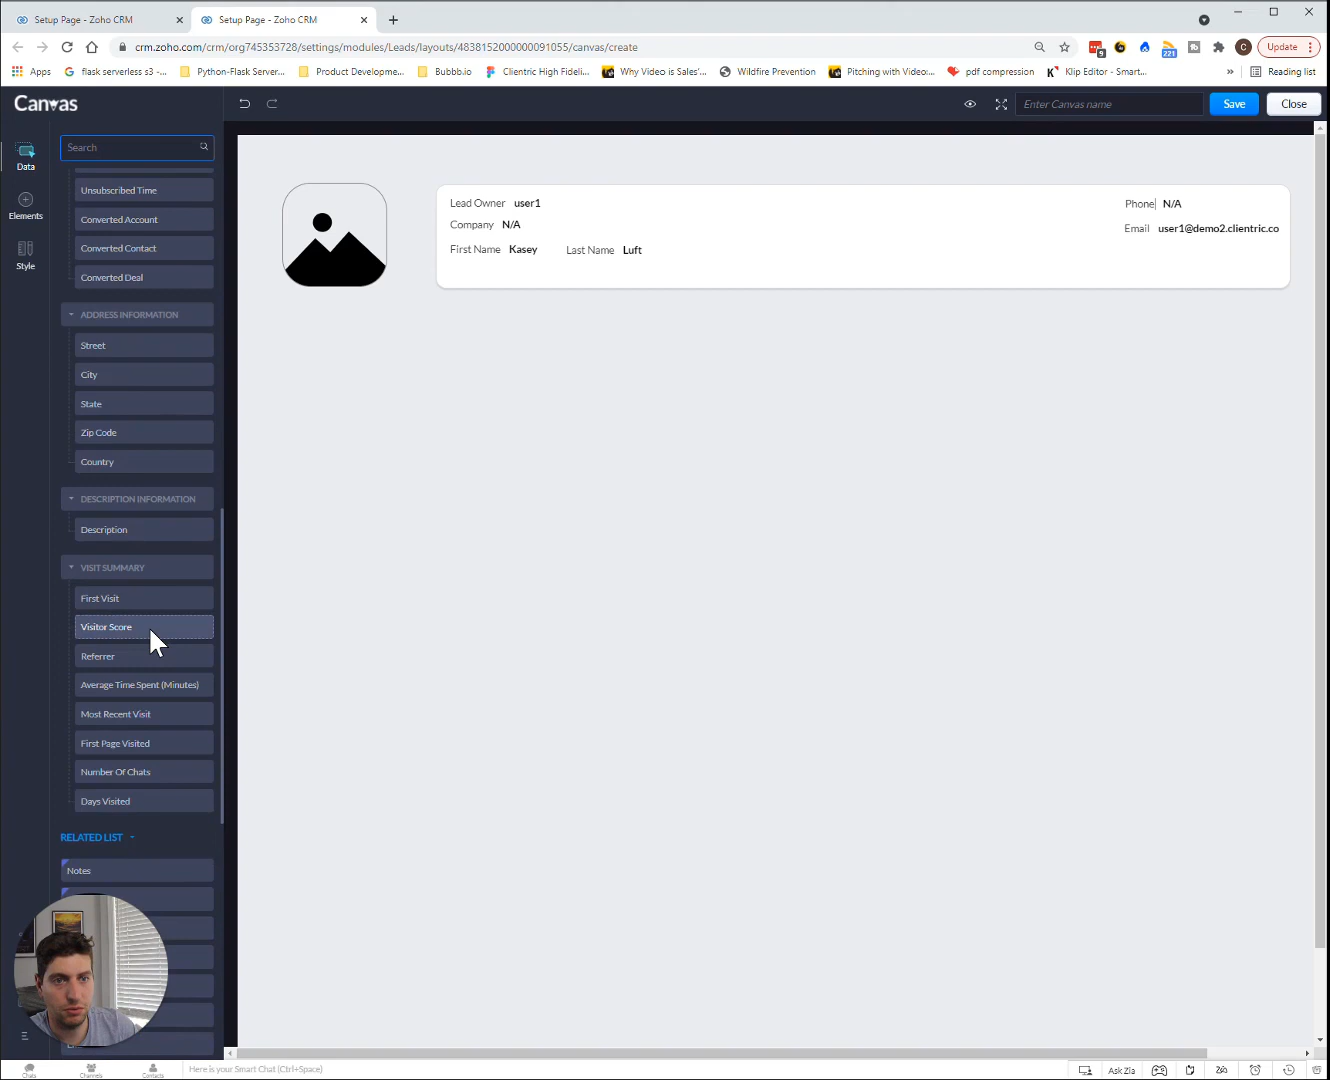 Setup Page - Zoho CRM
Setup Page - Zoho CRM
crm.zoho.com/crm/org745353728/settings/modules/Leads/layouts/4838152000000091055/canvas/create
9
221
C
Update
Apps
flask serverless s3 -...
Python-Flask Server...
Product Developme...
Bubbb.io
Clientric High Fideli...
Why Video is Sales'...
Wildfire Prevention
Pitching with Video:...
pdf compression
Klip Editor - Smart...
»
Reading list
Canvas
Enter Canvas name
Save
Close
Data
Elements
Style
Search
Unsubscribed Time
Converted Account
Converted Contact
Converted Deal
ADDRESS INFORMATION
Street
City
State
Zip Code
Country
DESCRIPTION INFORMATION
Description
VISIT SUMMARY
First Visit
Visitor Score
Referrer
Average Time Spent (Minutes)
Most Recent Visit
First Page Visited
Number Of Chats
Days Visited
RELATED LIST
Notes
Lead Owner user1
Company N/A
First Name Kasey Last Name Luft
Phone N/A
Email user1@demo2.clientric.co
Chats
Channels
Contacts
Here is your Smart Chat (Ctrl+Space)
Ask Zia